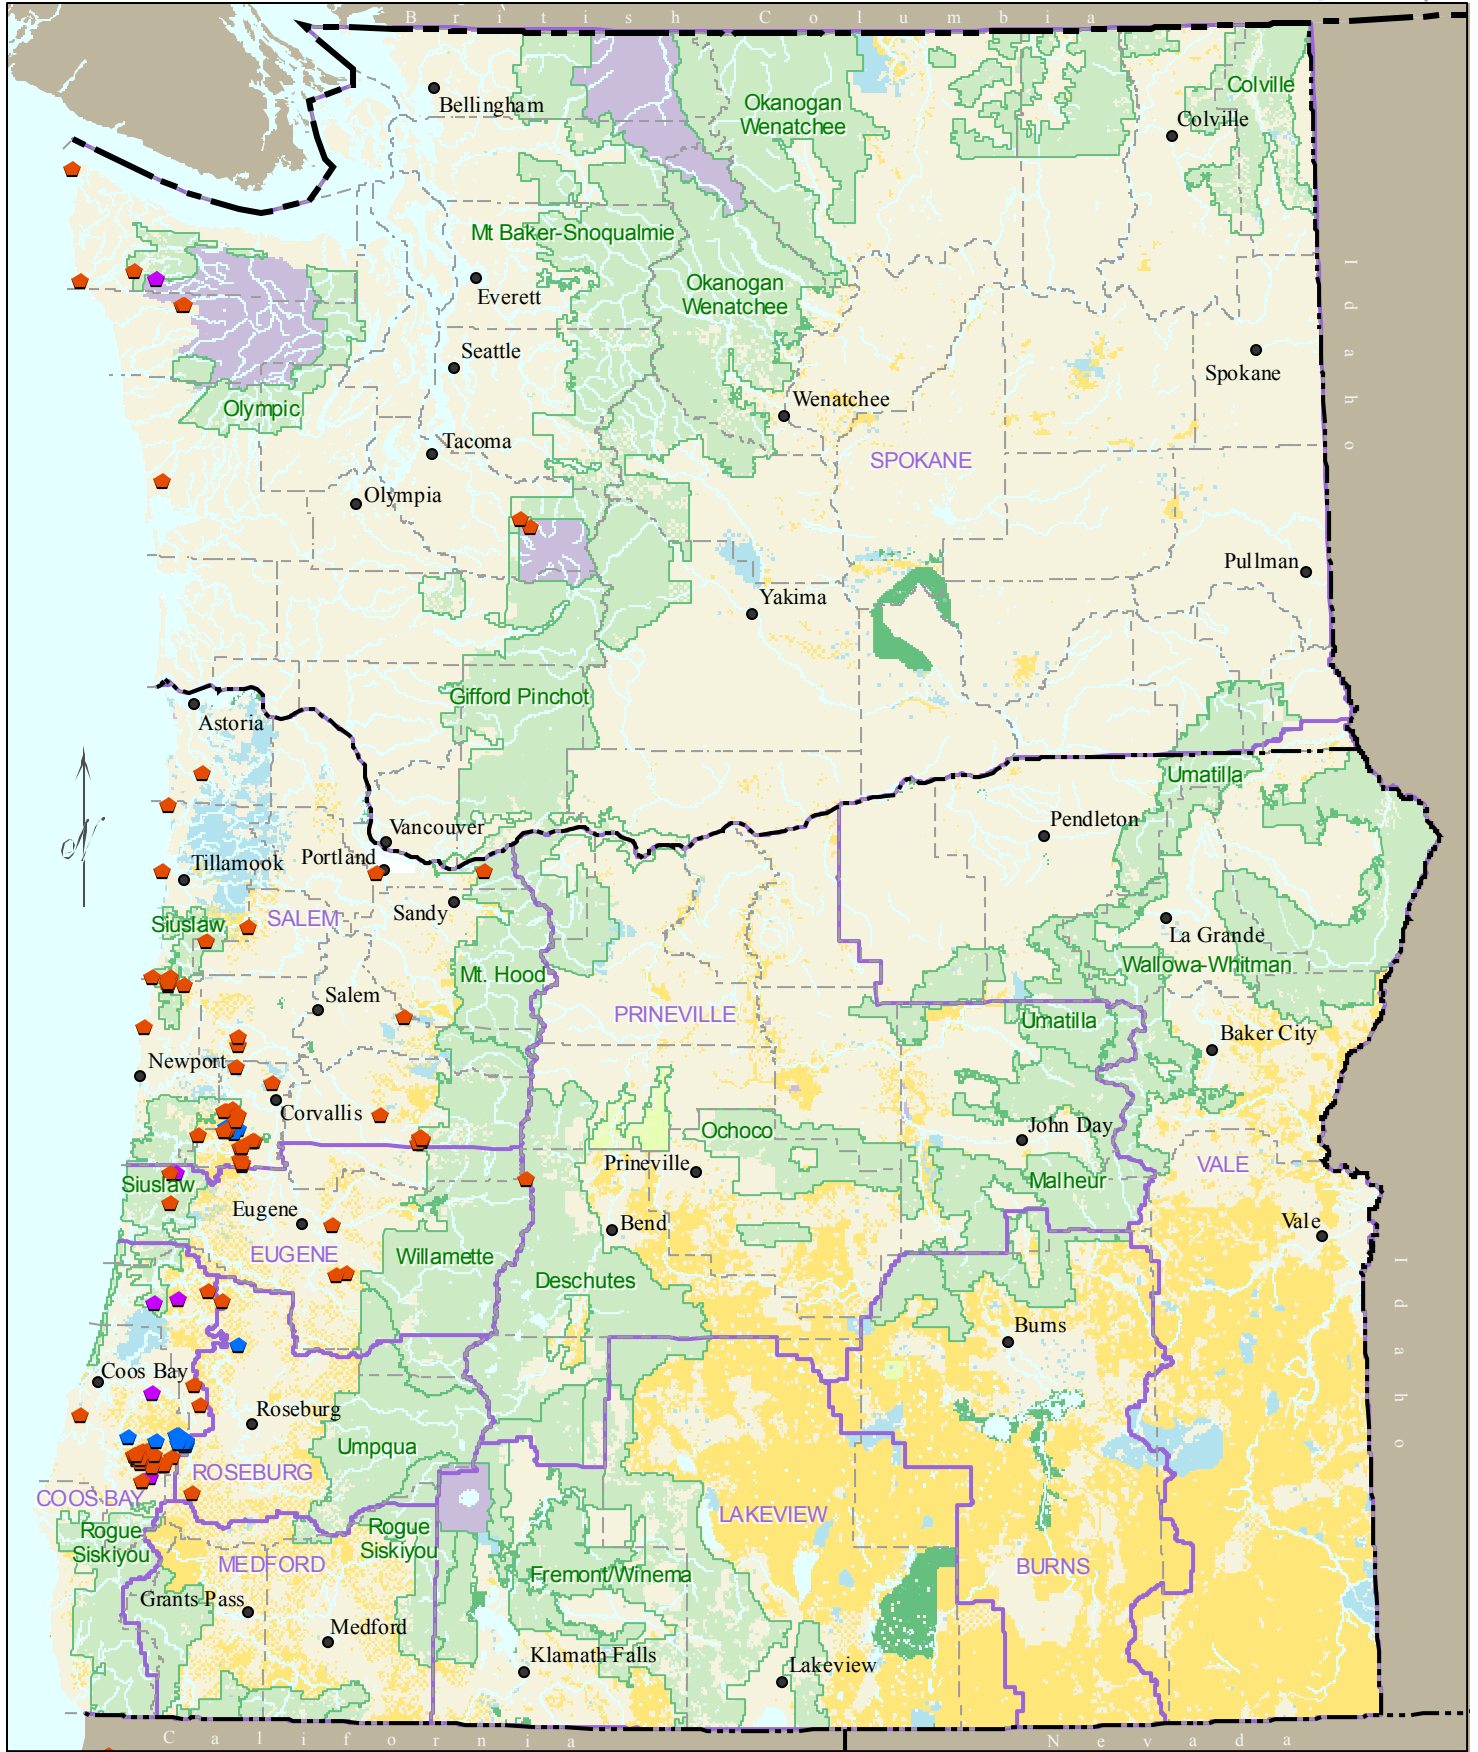 British Columbia
Bellingham
Okanogan
Wenatchee
Colville
Colville
Mt Baker-Snoqualmie
Everett
Okanogan
Wenatchee
Idaho
Seattle
Spokane
Wenatchee
Olympic
Tacoma
SPOKANE
Olympia
Pullman
Yakima
Gifford Pinchot
Astoria
Umatilla
Vancouver
Pendleton
Portland
Tillamook
Sandy
Siuslaw
SALEM
La Grande
Wallowa-Whitman
Mt. Hood
Salem
PRINEVILLE
Umatilla
Baker City
Newport
Corvallis
Ochoco
John Day
Prineville
VALE
Siuslaw
Malheur
Eugene
Bend
Vale
EUGENE
Willamette
Deschutes
Idaho
Burns
Coos Bay
Roseburg
Umpqua
ROSEBURG
COOS BAY
LAKEVIEW
Rogue
Siskiyou
Rogue
Siskiyou
MEDFORD
Fremont/Winema
BURNS
Grants Pass
Medford
Klamath Falls
Lakeview
California
Nevada